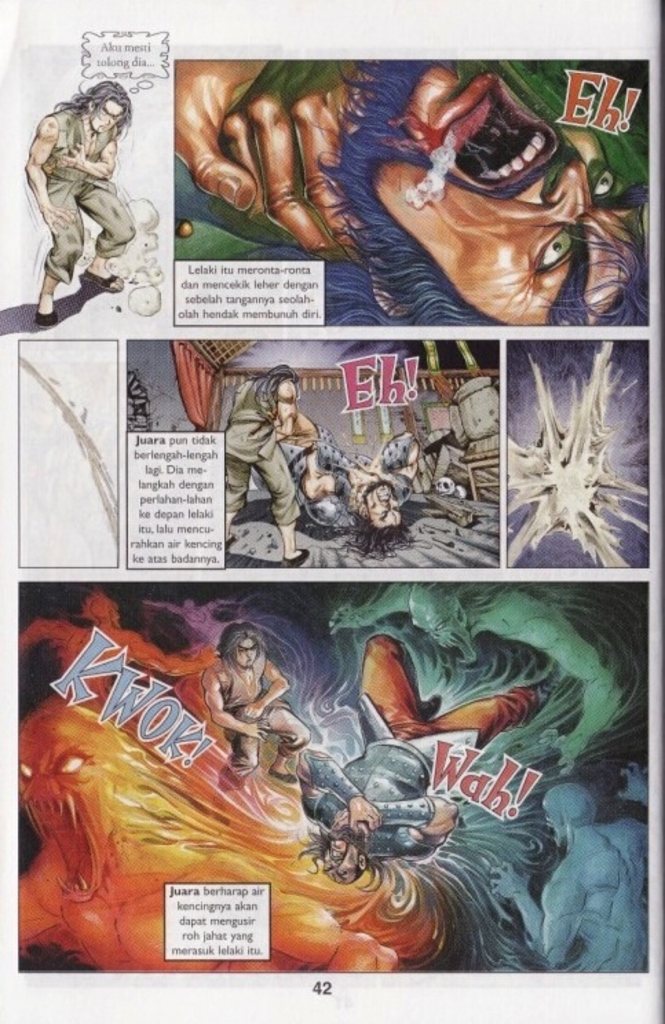 Aku mesti
tolong dia...
Eh!
Lelaki itu meronta-ronta
dan mencekik leher dengan
sebelah tangannya seolah-
olah hendak membunuh diri.
Eh!
Juara pun tidak
berlengah-lengah
lagi. Dia me-
langkah dengan
perlahan-lahan
ke depan lelaki
itu, lalu mencu-
rahkan air kencing
ke atas badannya.
KWOK!
Wah!
Juara berharap air
kencingnya akan
dapat mengusir
roh jahat yang
merasuk lelaki itu.
42